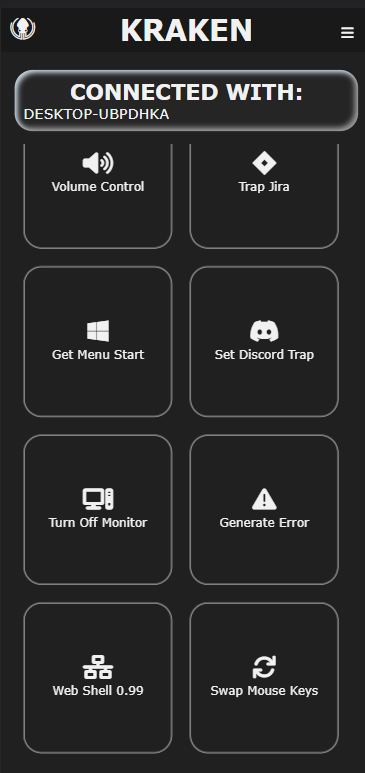 KRAKEN
CONNECTED WITH:
DESKTOP-UBPDHKA
Volume Control
Trap Jira
Get Menu Start
Set Discord Trap
Turn Off Monitor
Generate Error
Web Shell 0.99
Swap Mouse Keys